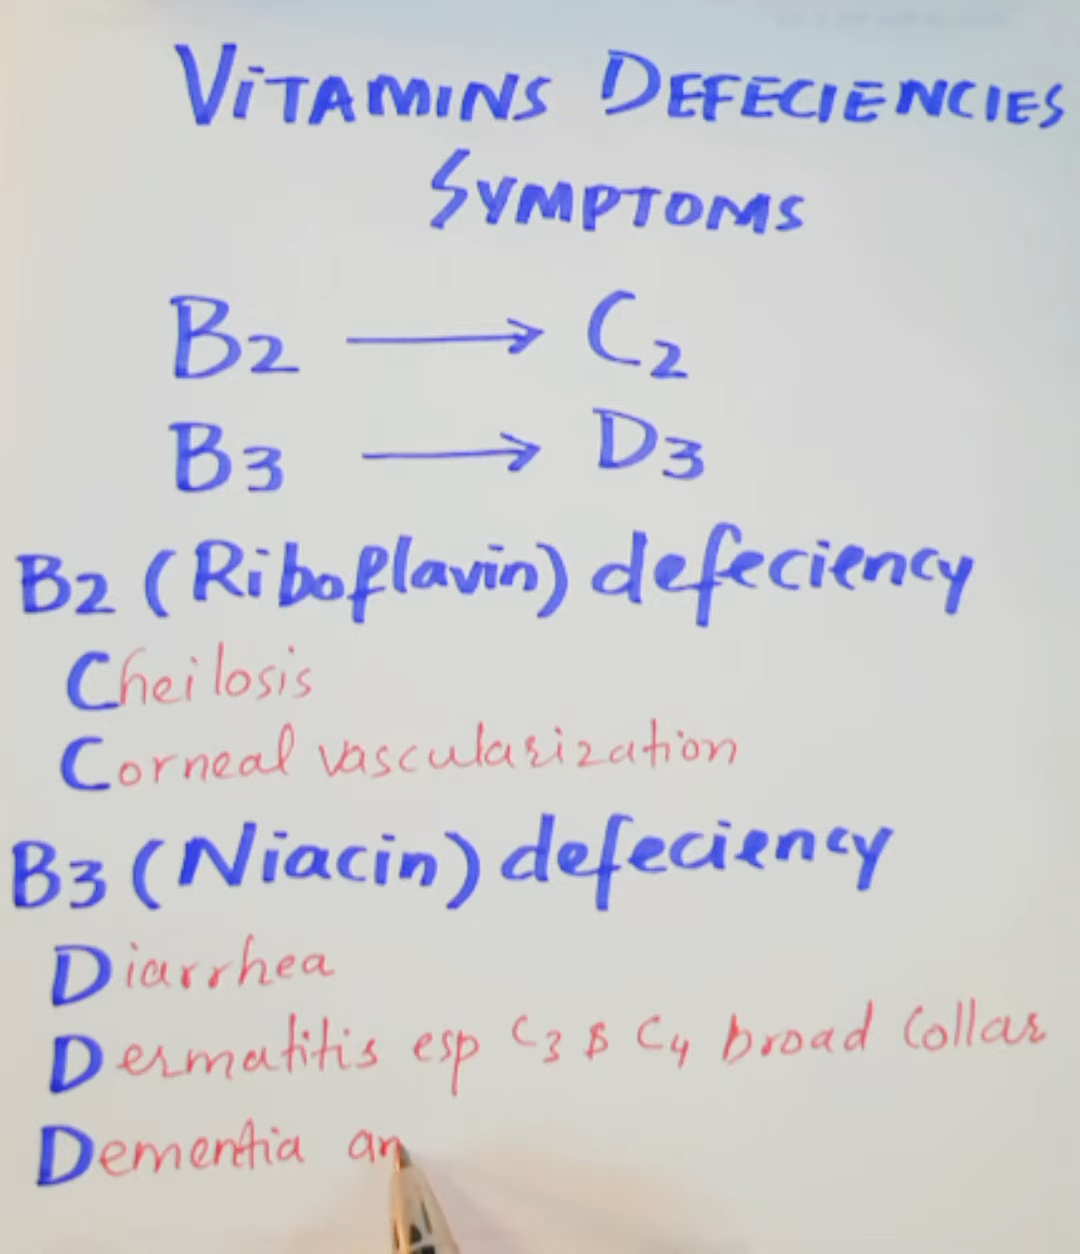 VITAMINS DEFECIENCIES
SYMPTOMS
B2 → C2
B3 → D3
B2 (Riboflavin) defeciency
Cheilosis
Corneal vascularization
B3 (Niacin) defeciency
Diarrhea
Dermatitis esp C3 & C4 broad Collar
Dementia an